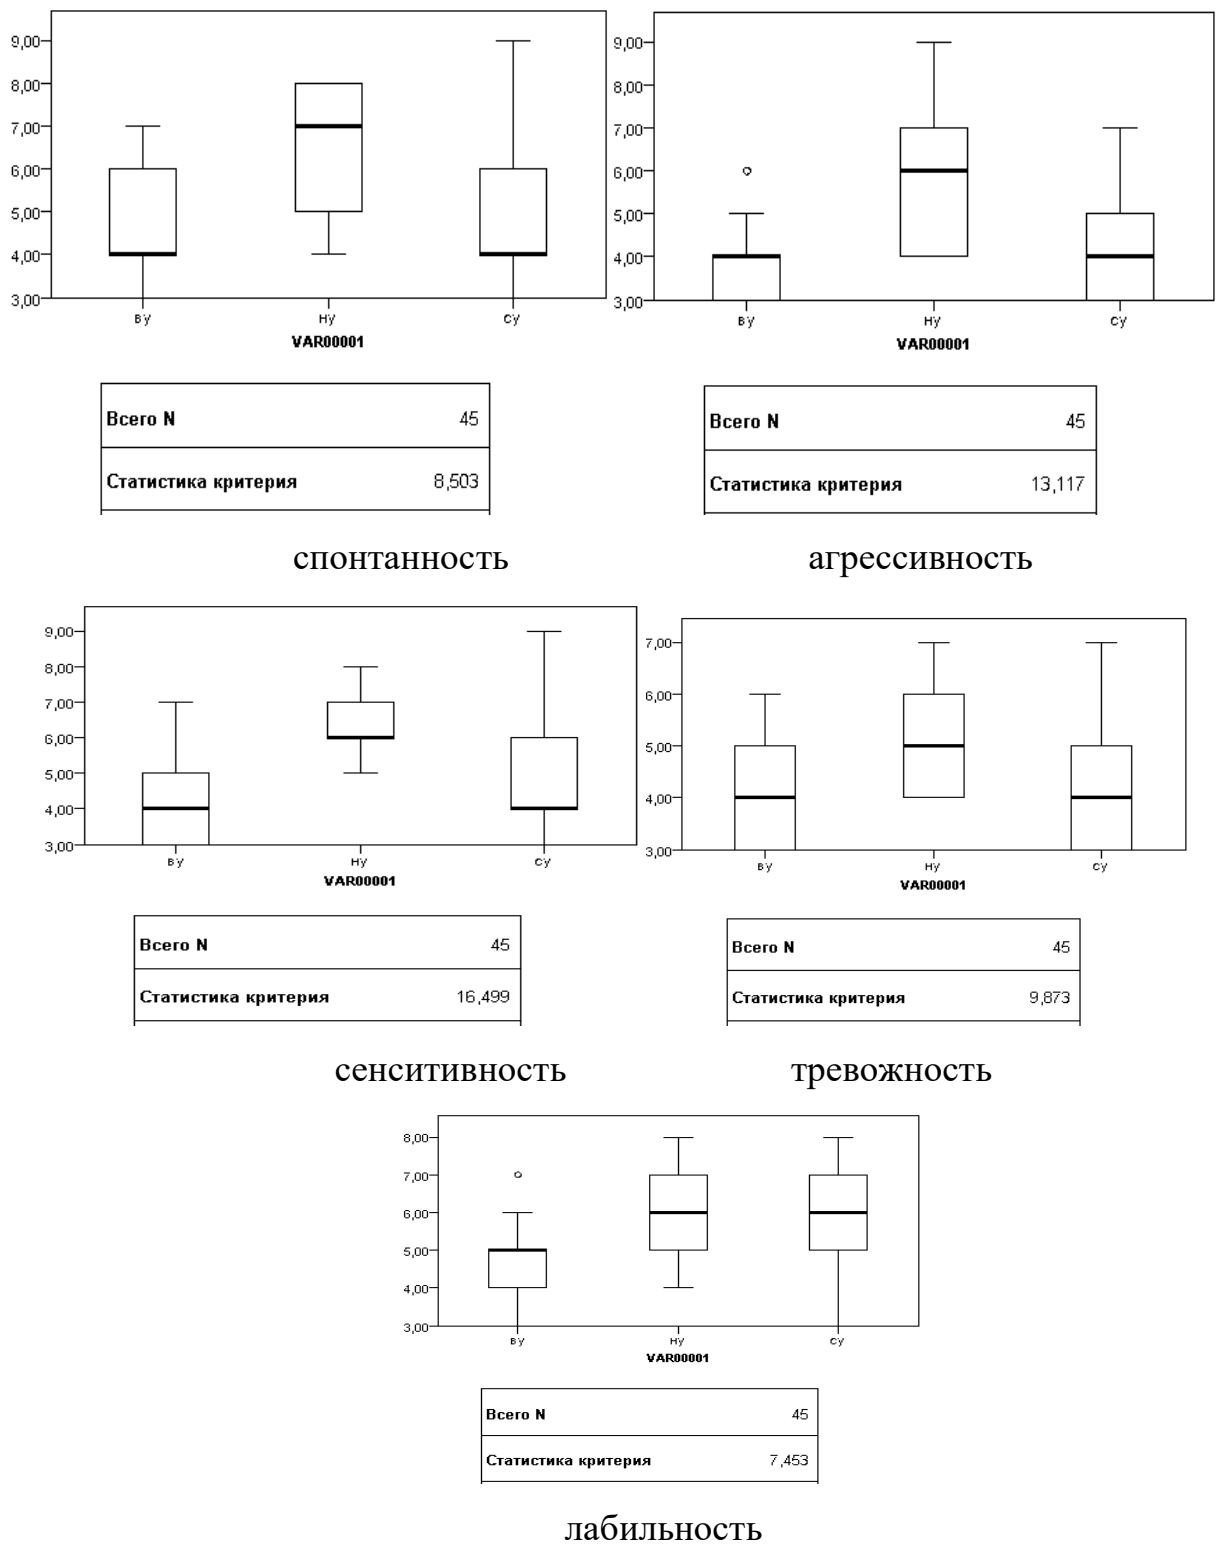 9,00
8,00
7,00
6,00
5,00
4,00
3,00
ву ну су
VAR00001
Всего N 45
Статистика критерия 8,503
спонтанность
9,00
8,00
7,00
6,00
5,00
4,00
3,00
ву ну су
VAR00001
Всего N 45
Статистика критерия 13,117
агрессивность
9,00
8,00
7,00
6,00
5,00
4,00
3,00
ву ну су
VAR00001
Всего N 45
Статистика критерия 16,499
сенситивность
7,00
6,00
5,00
4,00
3,00
ву ну су
VAR00001
Всего N 45
Статистика критерия 9,873
тревожность
8,00
7,00
6,00
5,00
4,00
3,00
ву ну су
VAR00001
Всего N 45
Статистика критерия 7,453
лабильность